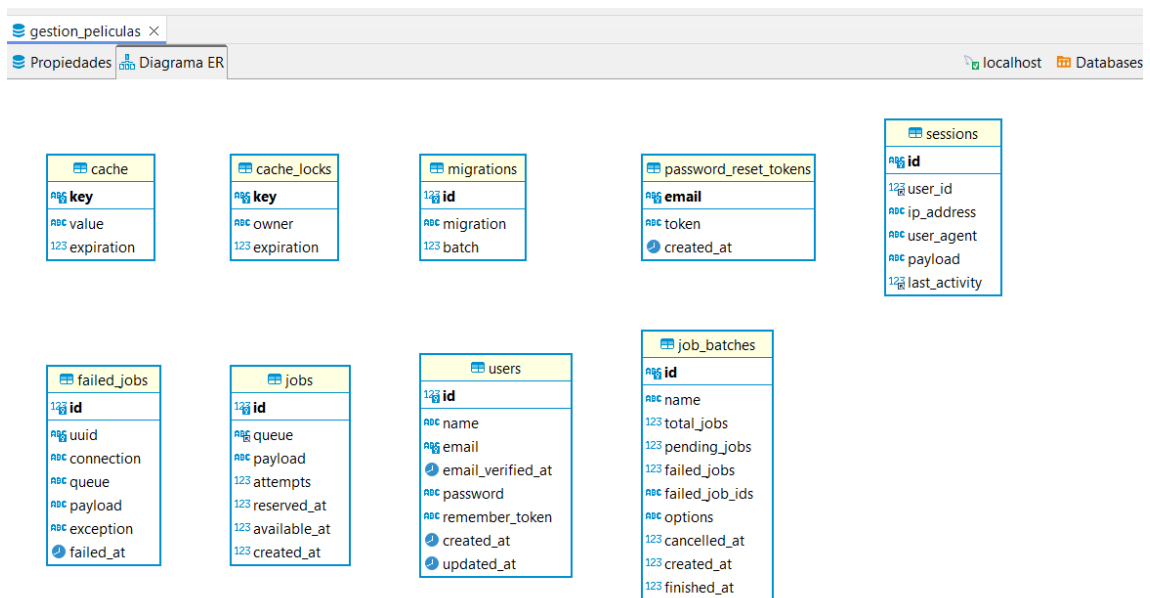 gestion_peliculas
Propiedades
Diagrama ER
localhost
Databases
cache
key
value
expiration
cache_locks
key
owner
expiration
migrations
id
migration
batch
password_reset_tokens
email
token
created_at
sessions
id
user_id
ip_address
user_agent
payload
last_activity
failed_jobs
id
uuid
connection
queue
payload
exception
failed_at
jobs
id
queue
payload
attempts
reserved_at
available_at
created_at
users
id
name
email
email_verified_at
password
remember_token
created_at
updated_at
job_batches
id
name
total_jobs
pending_jobs
failed_jobs
failed_job_ids
options
cancelled_at
created_at
finished_at